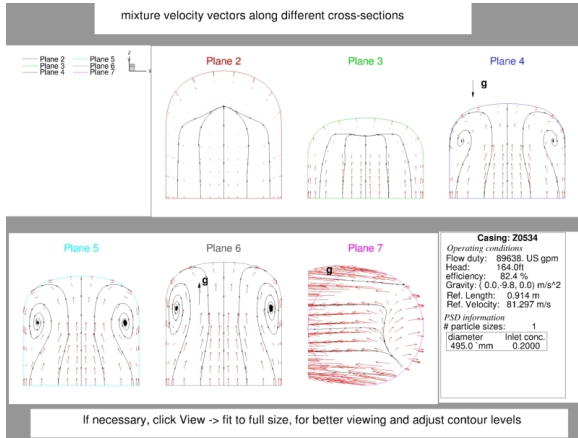 mixture velocity vectors along different cross-sections
Plane 2 Plane 5
Plane 3 Plane 6
Plane 4 Plane 7
z
x
Plane 2 Plane 3 Plane 4
g
Plane 5 Plane 6 Plane 7
g g
Casing: Z0534
Operating conditions
Flow duty: 89638. US gpm
Head: 164.0ft
efficiency: 82.4 %
Gravity: ( 0.0,-9.8, 0.0) m/s^2
Ref. Length: 0.914 m
Ref. Velocity: 81.297 m/s
PSD information
# particle sizes: 1
diameter Inlet conc.
495.0 `mm 0.2000
If necessary, click View -> fit to full size, for better viewing and adjust contour levels